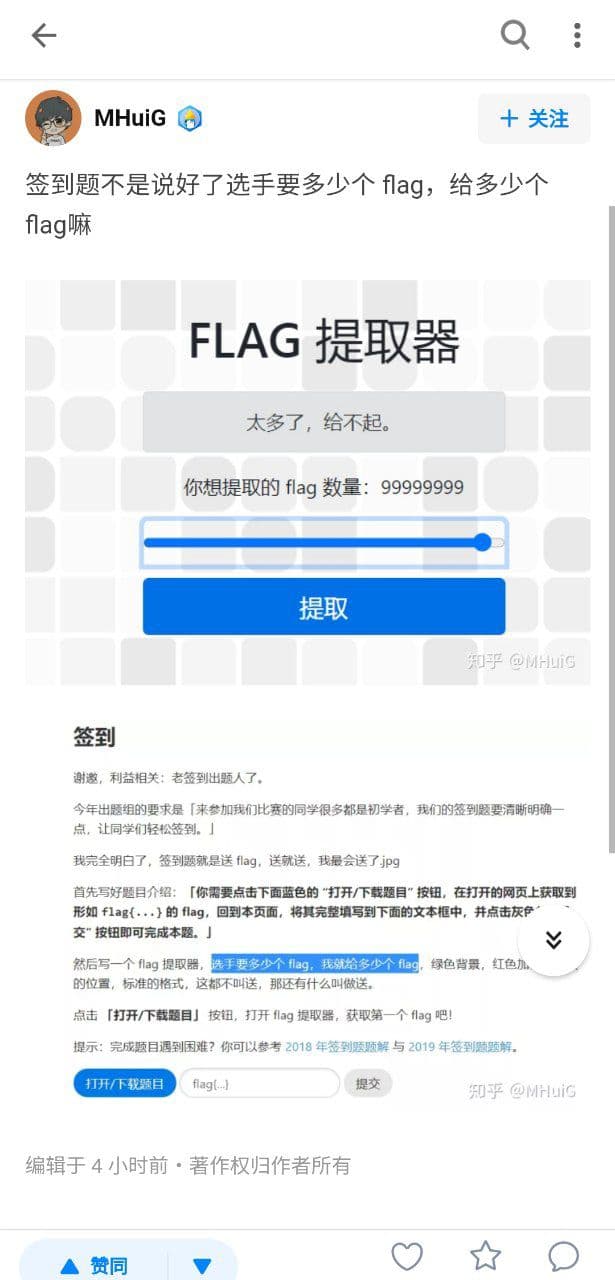 MHuiG
+ 关注
签到题不是说好了选手要多少个 flag，给多少个
flag嘛
FLAG 提取器
太多了，给不起。
你想提取的 flag 数量：99999999
提取
知乎 @MHuiG
签到
谢邀，利益相关：老签到出题人了。
今年出题组的要求是「来参加我们比赛的同学很多都是初学者，我们的签到题要清晰明确一
点，让同学们轻松签到。」
我完全明白了，签到题就是送 flag，送就送，我最会送了.jpg
首先写好题目介绍：「你需要点击下面蓝色的 “打开/下载题目” 按钮，在打开的网页上获取到
形如 flag{...} 的 flag，回到本页面，将其完整填写到下面的文本框中，并点击灰色
交” 按钮即可完成本题。」
然后写一个 flag 提取器，选手要多少个 flag，我就给多少个 flag，绿色背景，红色加
的位置，标准的格式，这都不叫送，那还有什么叫做送。
点击 「打开/下载题目」 按钮，打开 flag 提取器，获取第一个 flag 吧！
提示：完成题目遇到困难？你可以参考 2018 年签到题题解 与 2019 年签到题题解。
打开/下载题目 flag{...} 提交
知乎 @MHuiG
编辑于 4 小时前・著作权归作者所有
赞同